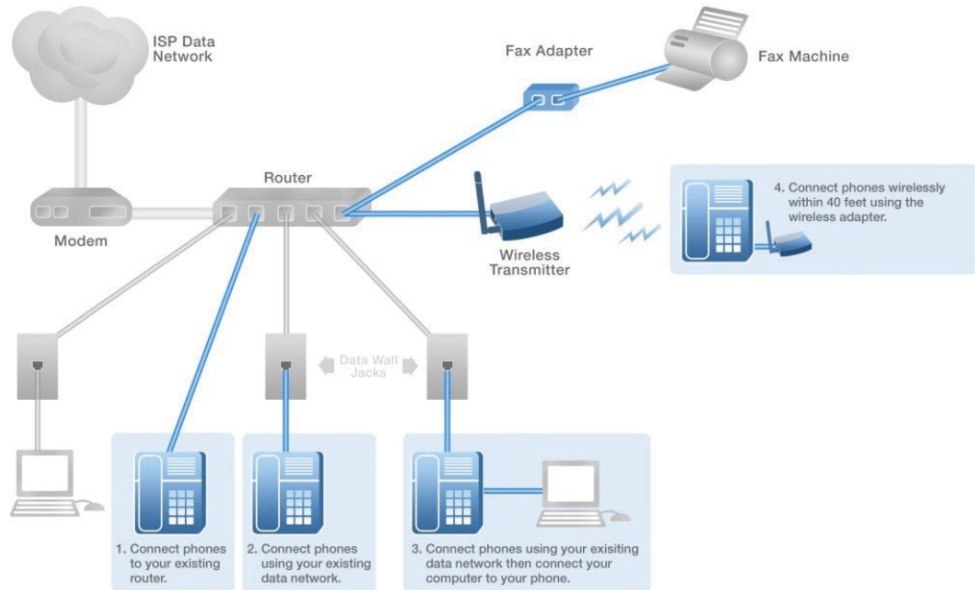 ISP Data
Network
Fax Adapter
Fax Machine
Router
Modem
Wireless
Transmitter
4. Connect phones wirelessly
within 40 feet using the
wireless adapter.
Data Wall
Jacks
1. Connect phones
to your existing
router.
2. Connect phones
using your existing
data network.
3. Connect phones using your exisiting
data network then connect your
computer to your phone.